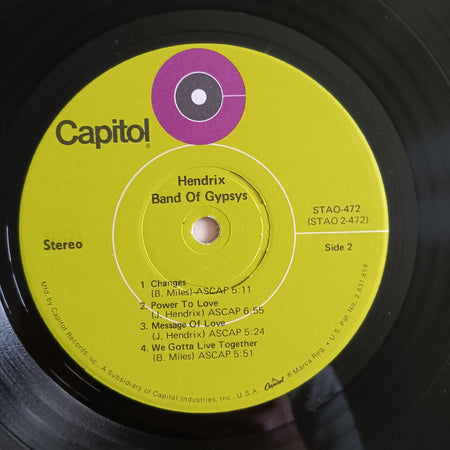 Capitol
®
Hendrix
Band Of Gypsys
STAO-472
(STAO 2-472)
Stereo
Side 2
1 Changes
(B. Miles) ASCAP 5:11
2. Power To Love
(J. Hendrix) ASCAP 6:55
3. Message Of Love
(J. Hendrix) ASCAP 5:24
4. We Gotta Live Together
(B. Miles) ASCAP 5:51
Mfd. by Capitol Records, Inc., A Subsidiary of Capitol Industries, Inc., U.S.A. Capitol ® Marca Reg. • U.S. Pat. No. 2,631,859